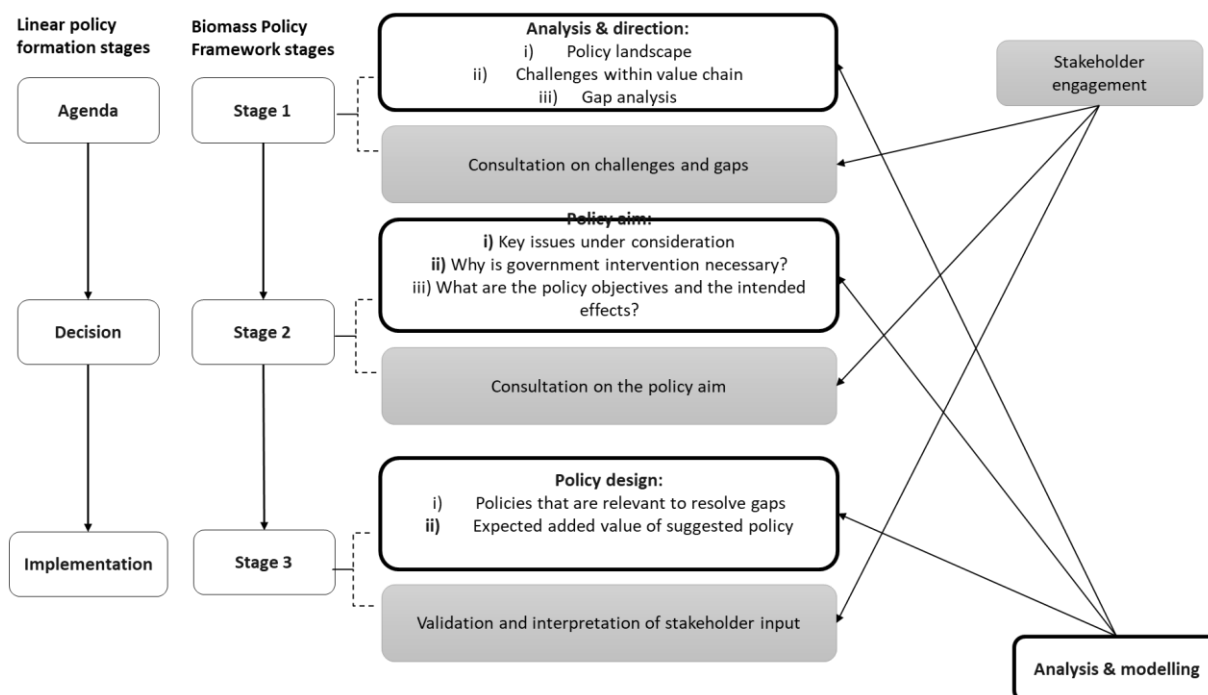 Linear policy
formation stages
Biomass Policy
Framework stages
Agenda
Decision
Implementation
Stage 1
Stage 2
Stage 3
Analysis & direction:
i) Policy landscape
ii) Challenges within value chain
iii) Gap analysis
Consultation on challenges and gaps
Policy aim:
i) Key issues under consideration
ii) Why is government intervention necessary?
iii) What are the policy objectives and the intended
effects?
Consultation on the policy aim
Policy design:
i) Policies that are relevant to resolve gaps
ii) Expected added value of suggested policy
Validation and interpretation of stakeholder input
Stakeholder
engagement
Analysis & modelling